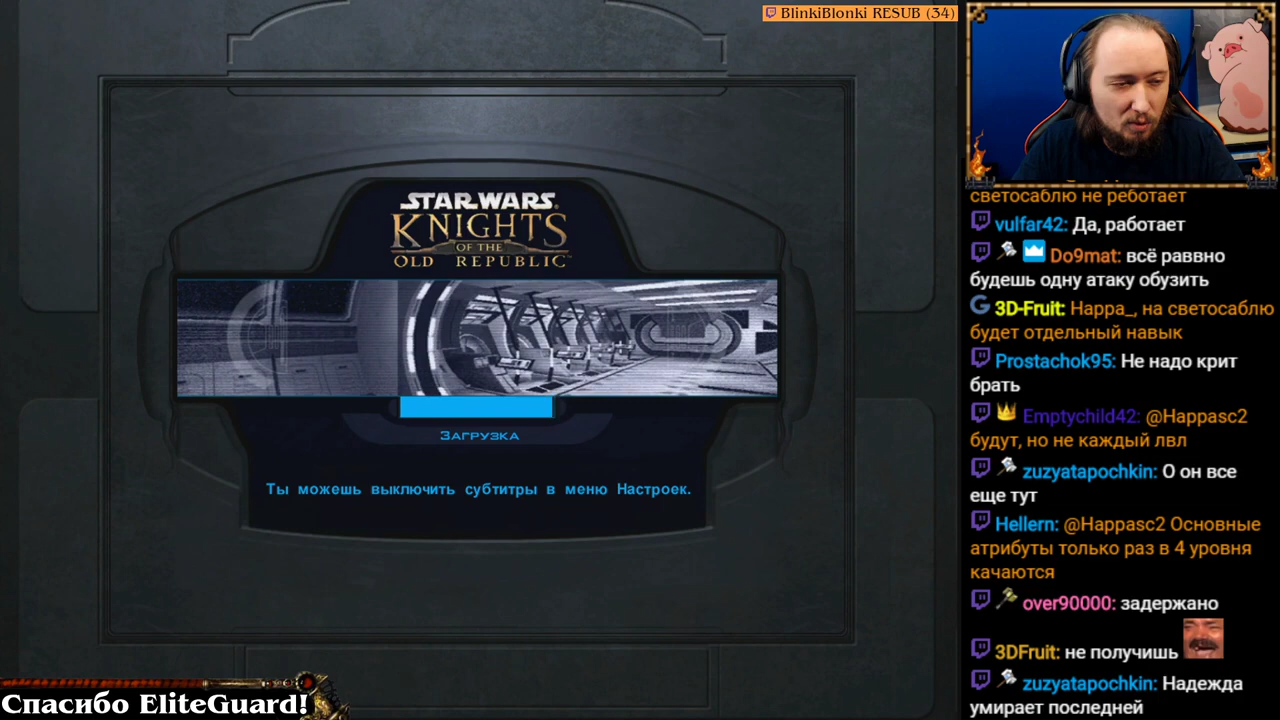 BlinkiBlonki RESUB (34)
STAR WARS
KNIGHTS
OF THE
OLD REPUBLIC
Загрузка
Ты можешь выключить субтитры в меню Настроек.
Спасибо EliteGuard!
светосаблю не реботает
vulfar42: Да, работает
Do9mat: всё раввно
будешь одну атаку обузить
3D-Fruit: Happa_, на светосаблю
будет отдельный навык
Prostachok95: Не надо крит
брать
Emptychild42: @Happasc2
будут, но не каждый лвл
zuzyatapochkin: О он все
еще тут
Hellern: @Happasc2 Основные
атрибуты только раз в 4 уровня
качаются
over90000: задержано
3DFruit: не получишь
zuzyatapochkin: Надежда
умирает последней